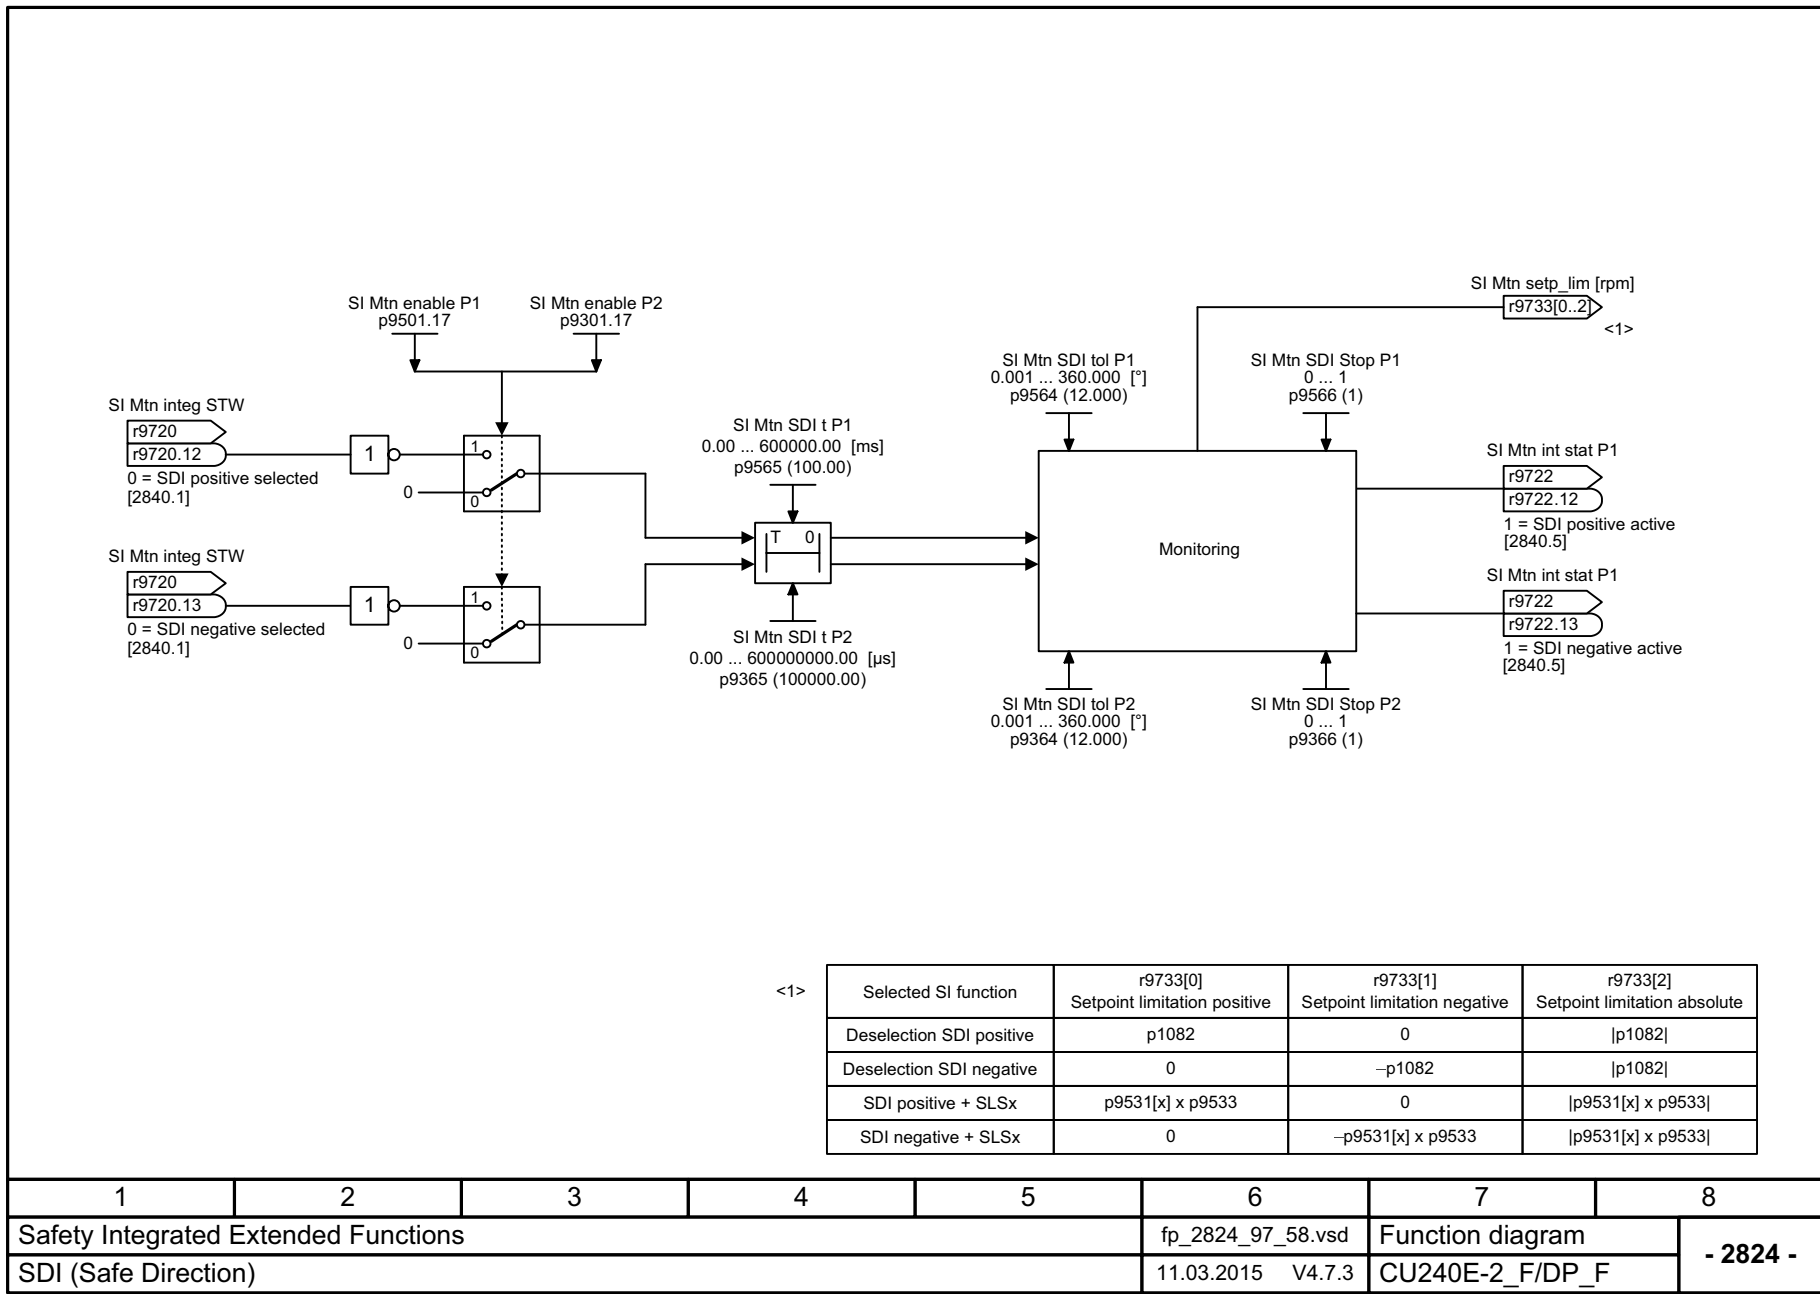 SI Mtn setp_lim [rpm]
r9733[0..2]
<1>
SI Mtn enable P1
p9501.17
SI Mtn enable P2
p9301.17
SI Mtn SDI tol P1
0.001 ... 360.000 [°]
p9564 (12.000)
SI Mtn SDI Stop P1
0 ... 1
p9566 (1)
SI Mtn integ STW
r9720
r9720.12
0 = SDI positive selected
[2840.1]
1
1
0
0
SI Mtn SDI t P1
0.00 ... 600000.00 [ms]
p9565 (100.00)
T 0
SI Mtn SDI t P2
0.00 ... 600000000.00 [µs]
p9365 (100000.00)
Monitoring
SI Mtn int stat P1
r9722
r9722.12
1 = SDI positive active
[2840.5]
SI Mtn integ STW
r9720
r9720.13
0 = SDI negative selected
[2840.1]
1
1
0
0
SI Mtn int stat P1
r9722
r9722.13
1 = SDI negative active
[2840.5]
SI Mtn SDI tol P2
0.001 ... 360.000 [°]
p9364 (12.000)
SI Mtn SDI Stop P2
0 ... 1
p9366 (1)
<1>
Selected SI function
r9733[0]
Setpoint limitation positive
r9733[1]
Setpoint limitation negative
r9733[2]
Setpoint limitation absolute
Deselection SDI positive p1082 0 |p1082|
Deselection SDI negative 0 –p1082 |p1082|
SDI positive + SLSx p9531[x] x p9533 0 |p9531[x] x p9533|
SDI negative + SLSx 0 –p9531[x] x p9533 |p9531[x] x p9533|
1 2 3 4 5 6 7 8
Safety Integrated Extended Functions fp_2824_97_58.vsd Function diagram
- 2824 -
SDI (Safe Direction) 11.03.2015 V4.7.3 CU240E-2_F/DP_F